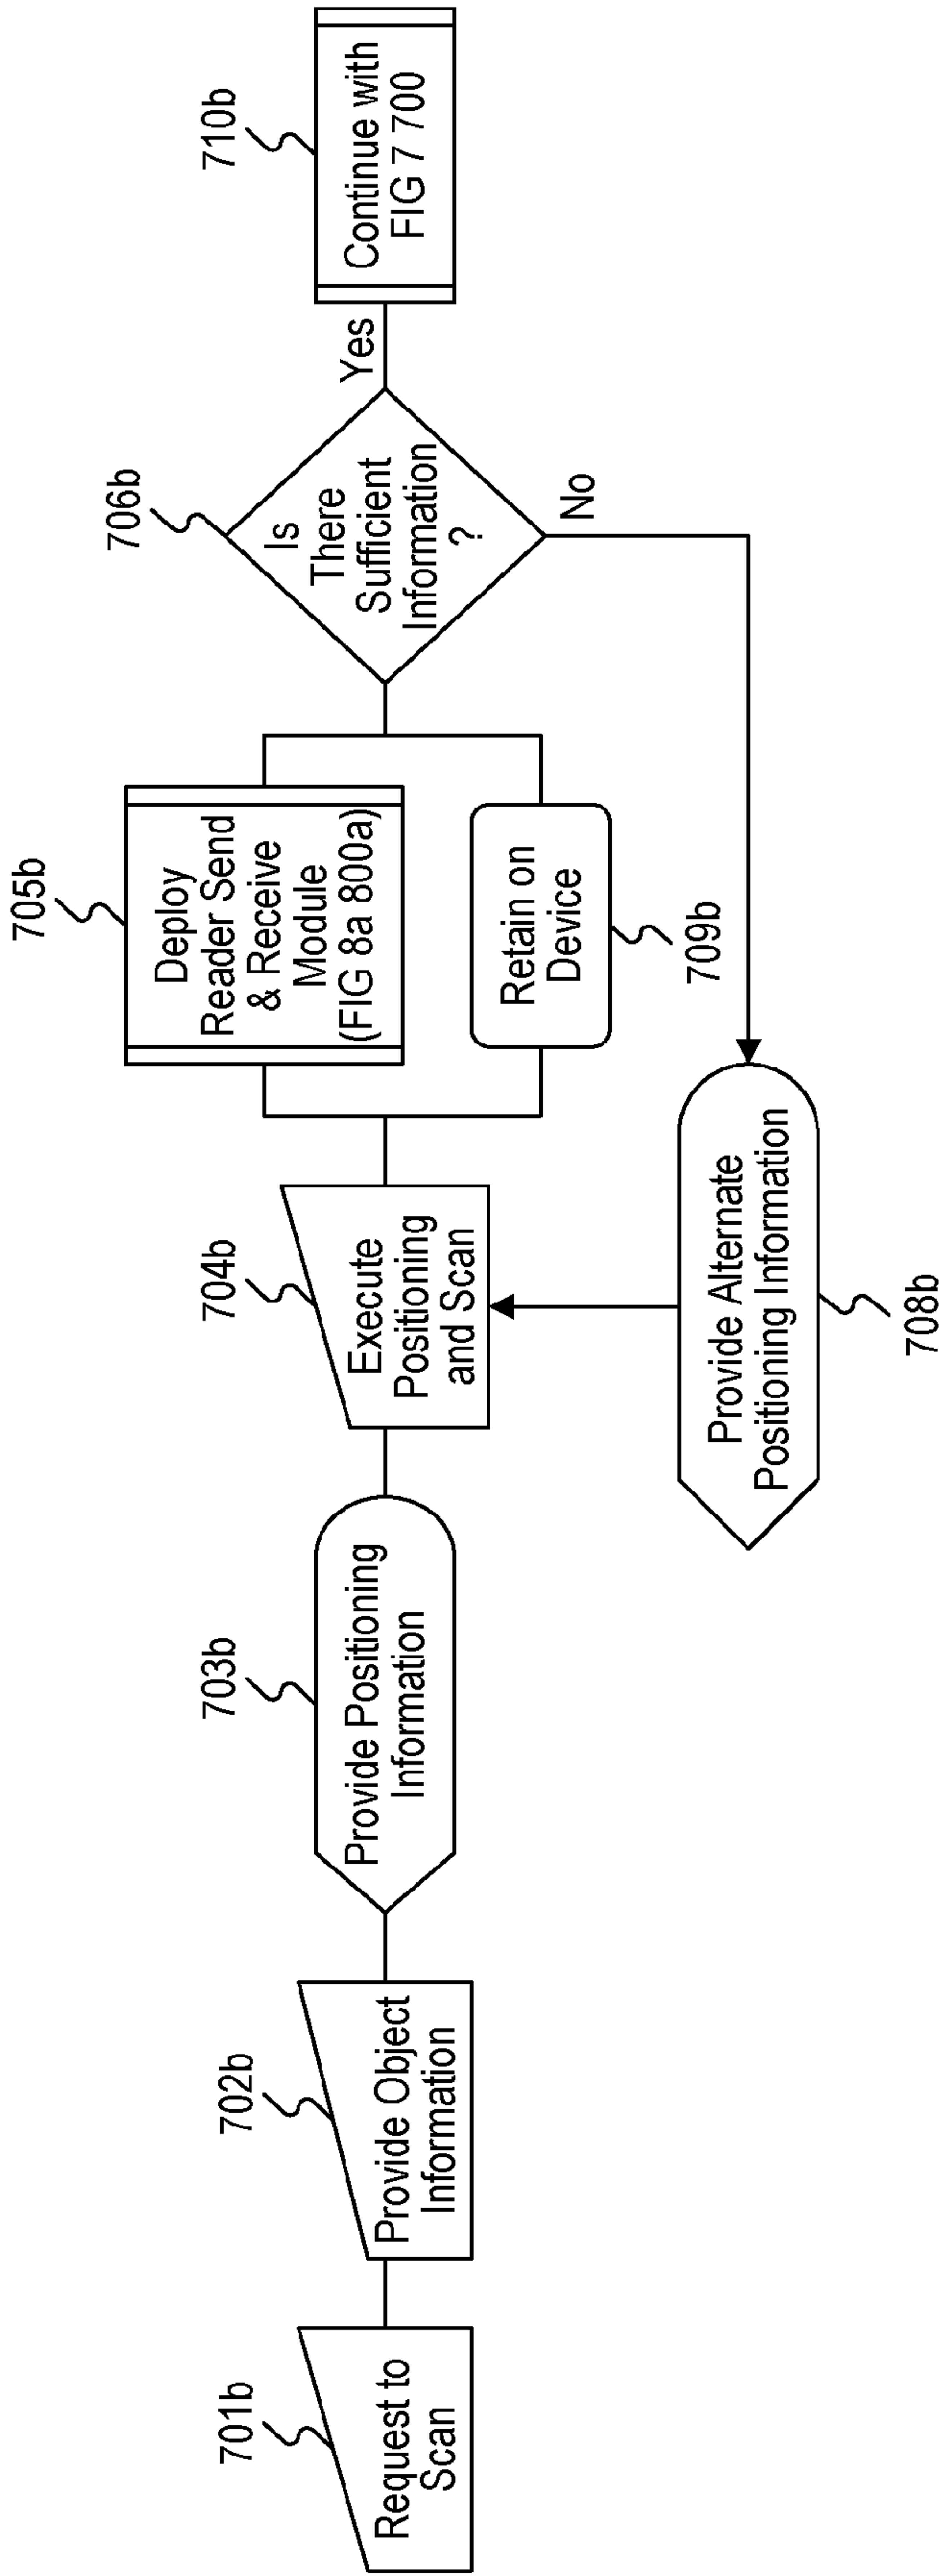 701b
Request to
Scan
702b
Provide Object
Information
703b
Provide Positioning
Information
704b
Execute
Positioning
and Scan
705b
Deploy
Reader Send
& Receive
Module
(FIG 8a 800a)
Retain on
Device
709b
706b
Is
There
Sufficient
Information
?
Yes
No
710b
Continue with
FIG 7 700
Provide Alternate
Positioning Information
708b